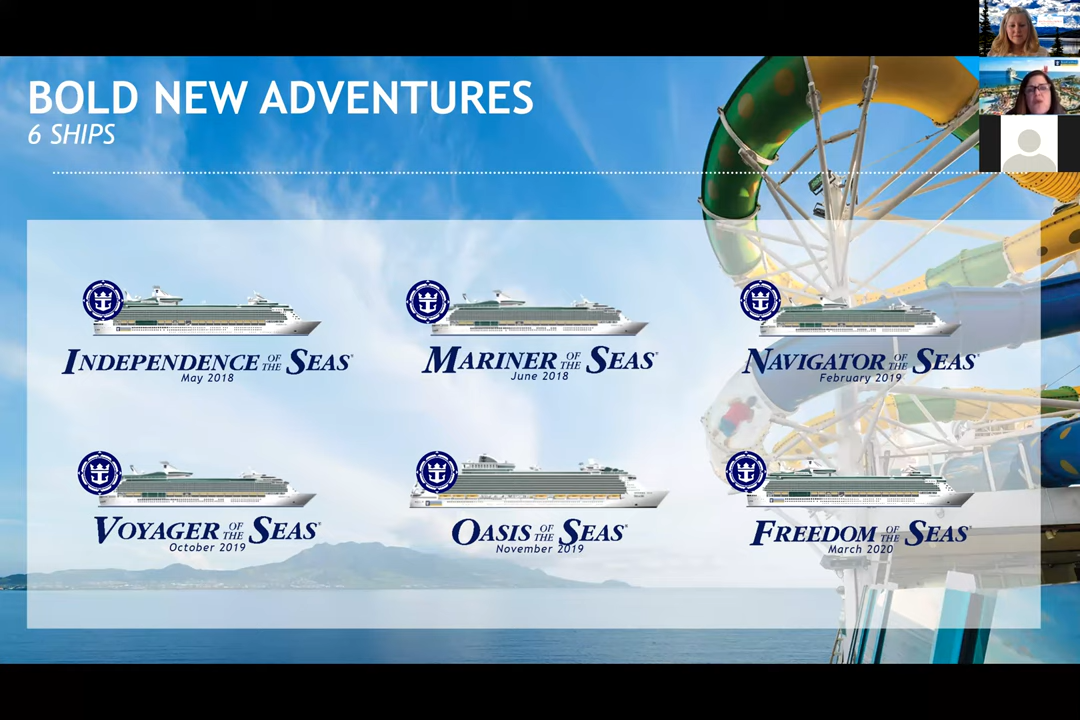 BOLD NEW ADVENTURES
6 SHIPS
INDEPENDENCE OF THE SEAS®
May 2018
MARINER OF THE SEAS®
June 2018
NAVIGATOR OF THE SEAS®
February 2019
VOYAGER OF THE SEAS®
October 2019
OASIS OF THE SEAS®
November 2019
FREEDOM OF THE SEAS®
March 2020